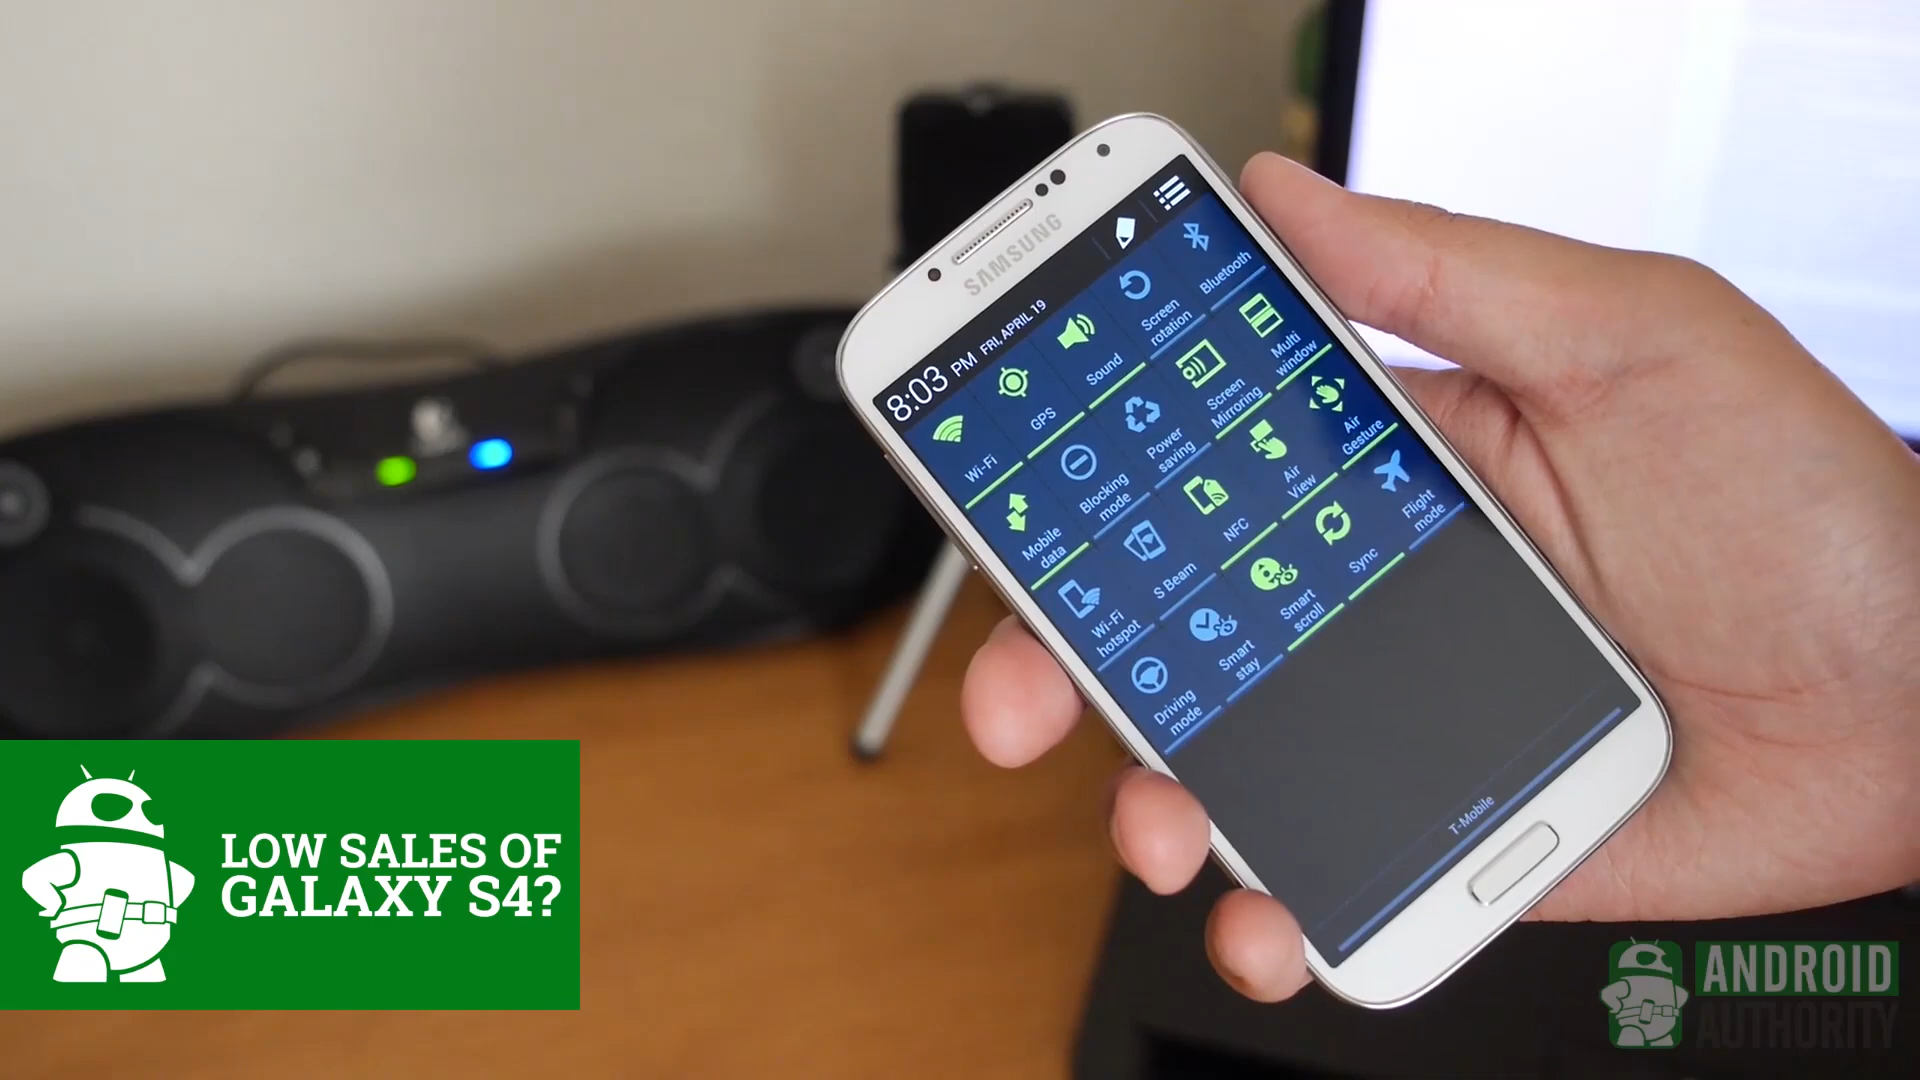 SAMSUNG
8:03 PM FRI, APRIL 19
Wi-Fi
GPS
Sound
Screen
rotation
Bluetooth
Mobile
data
Blocking
mode
Power
saving
Screen
Mirroring
Multi
window
Wi-Fi
hotspot
S Beam
NFC
Air
View
Air
Gesture
Driving
mode
Smart
stay
Smart
scroll
Sync
Flight
mode
T-Mobile
LOW SALES OF
GALAXY S4?
ANDROID
AUTHORITY